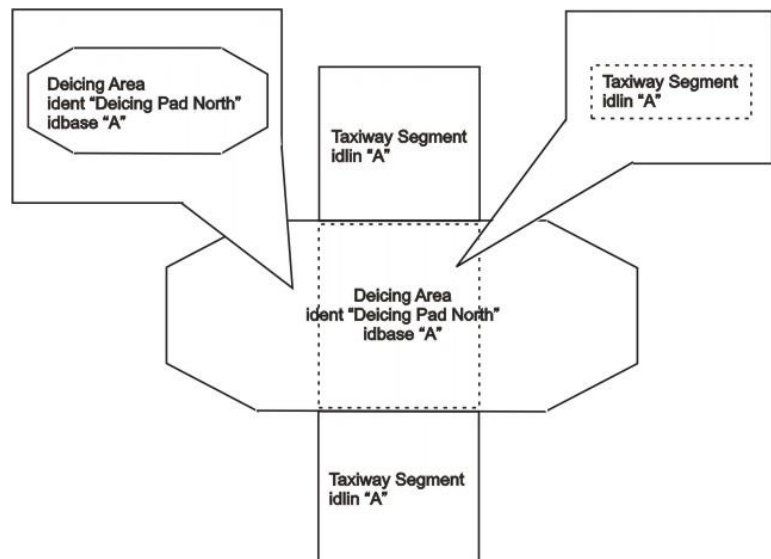 Deicing Area
ident “Deicing Pad North”
idbase “A”
Taxiway Segment
idlin “A”
Taxiway Segment
idlin “A”
Deicing Area
ident “Deicing Pad North”
idbase “A”
Taxiway Segment
idlin “A”